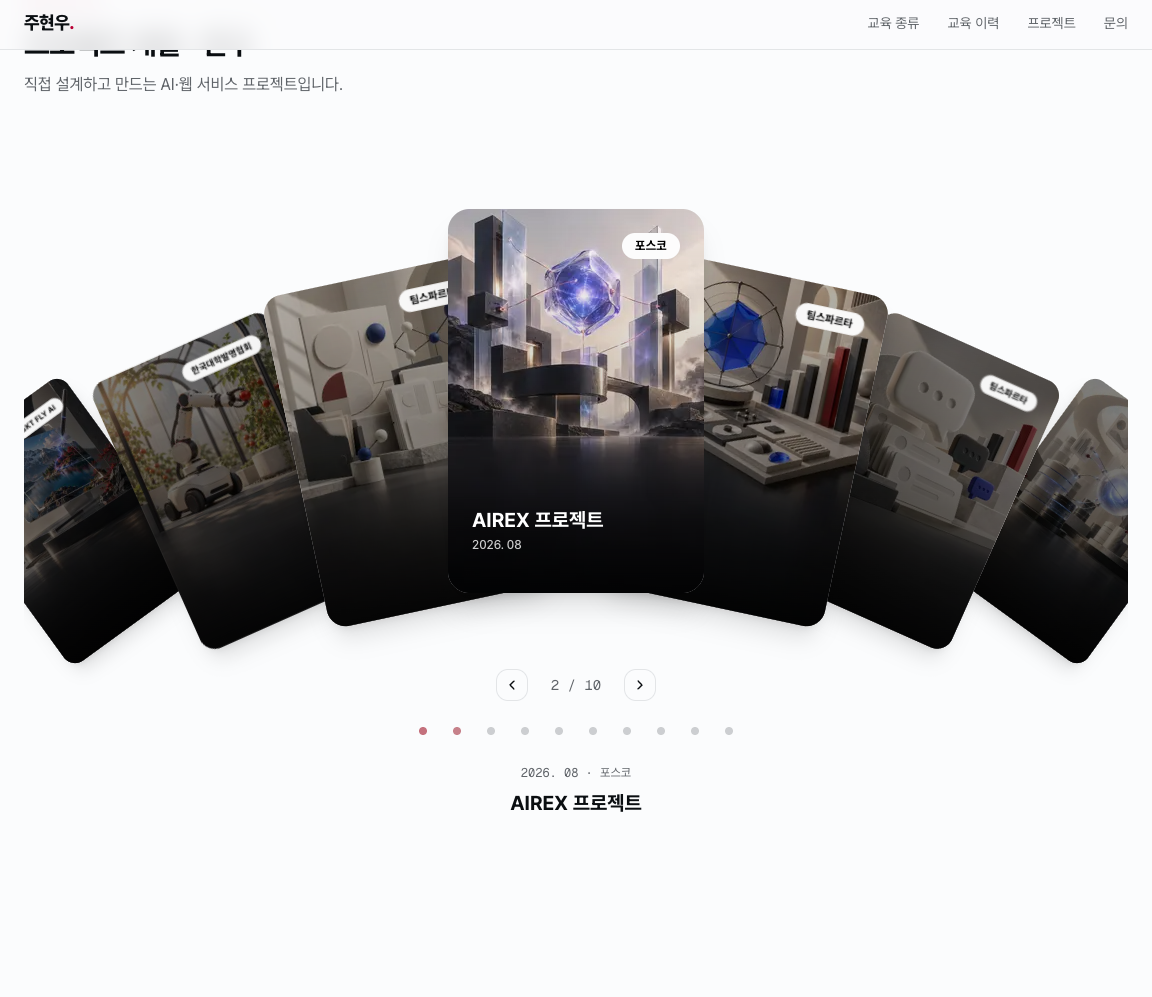 주현우.
교육 종류
교육 이력
프로젝트
문의
직접 설계하고 만드는 AI·웹 서비스 프로젝트입니다.
포스코
팀스파르타
팀스파르타
한국대학발명협회
팀스파르타
SKT FLY AI
AIREX 프로젝트
2026. 08
2 / 10
2026. 08 · 포스코
AIREX 프로젝트